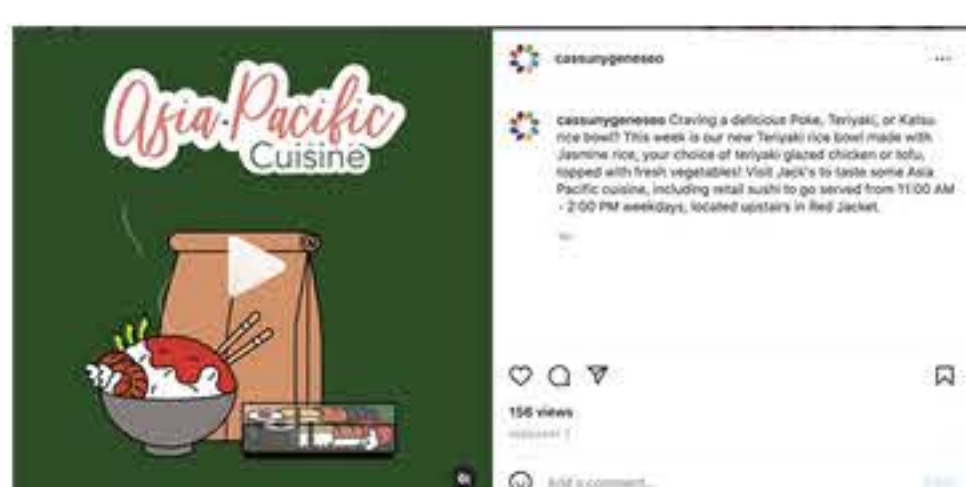 Asia-Pacific
Cuisine
cassunygeneseo
cassunygeneseo Craving a delicious Poke, Teriyaki, or Katsu
rice bowl? This week is our new Teriyaki rice bowl made with
Jasmine rice, your choice of teriyaki glazed chicken or tofu,
topped with fresh vegetables! Visit Jack's to taste some Asia
Pacific cuisine, including retail sushi to go served from 11:00 AM
- 2:00 PM weekdays, located upstairs in Red Jacket.
156 views
Add a comment...